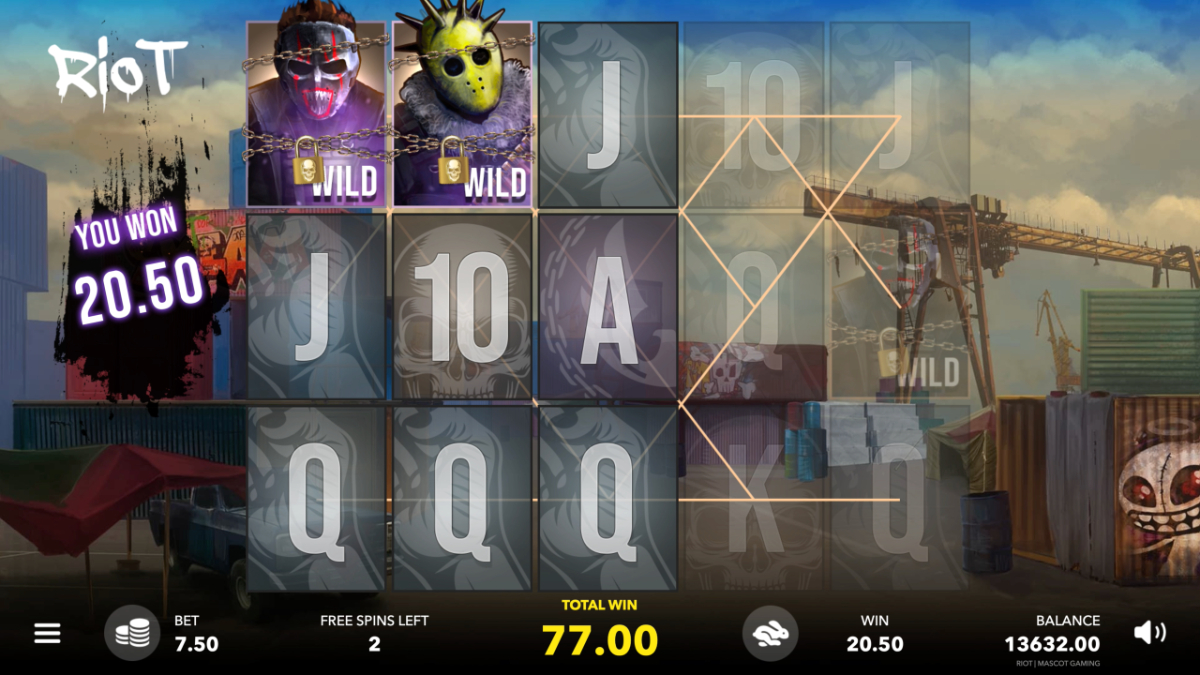 RioT
WILD
WILD
J
10
J
YOU WON
20.50
J
10
A
Q
WILD
Q
Q
Q
K
Q
BET
7.50
FREE SPINS LEFT
2
TOTAL WIN
77.00
WIN
20.50
BALANCE
13632.00
RIOT | MASCOT GAMING